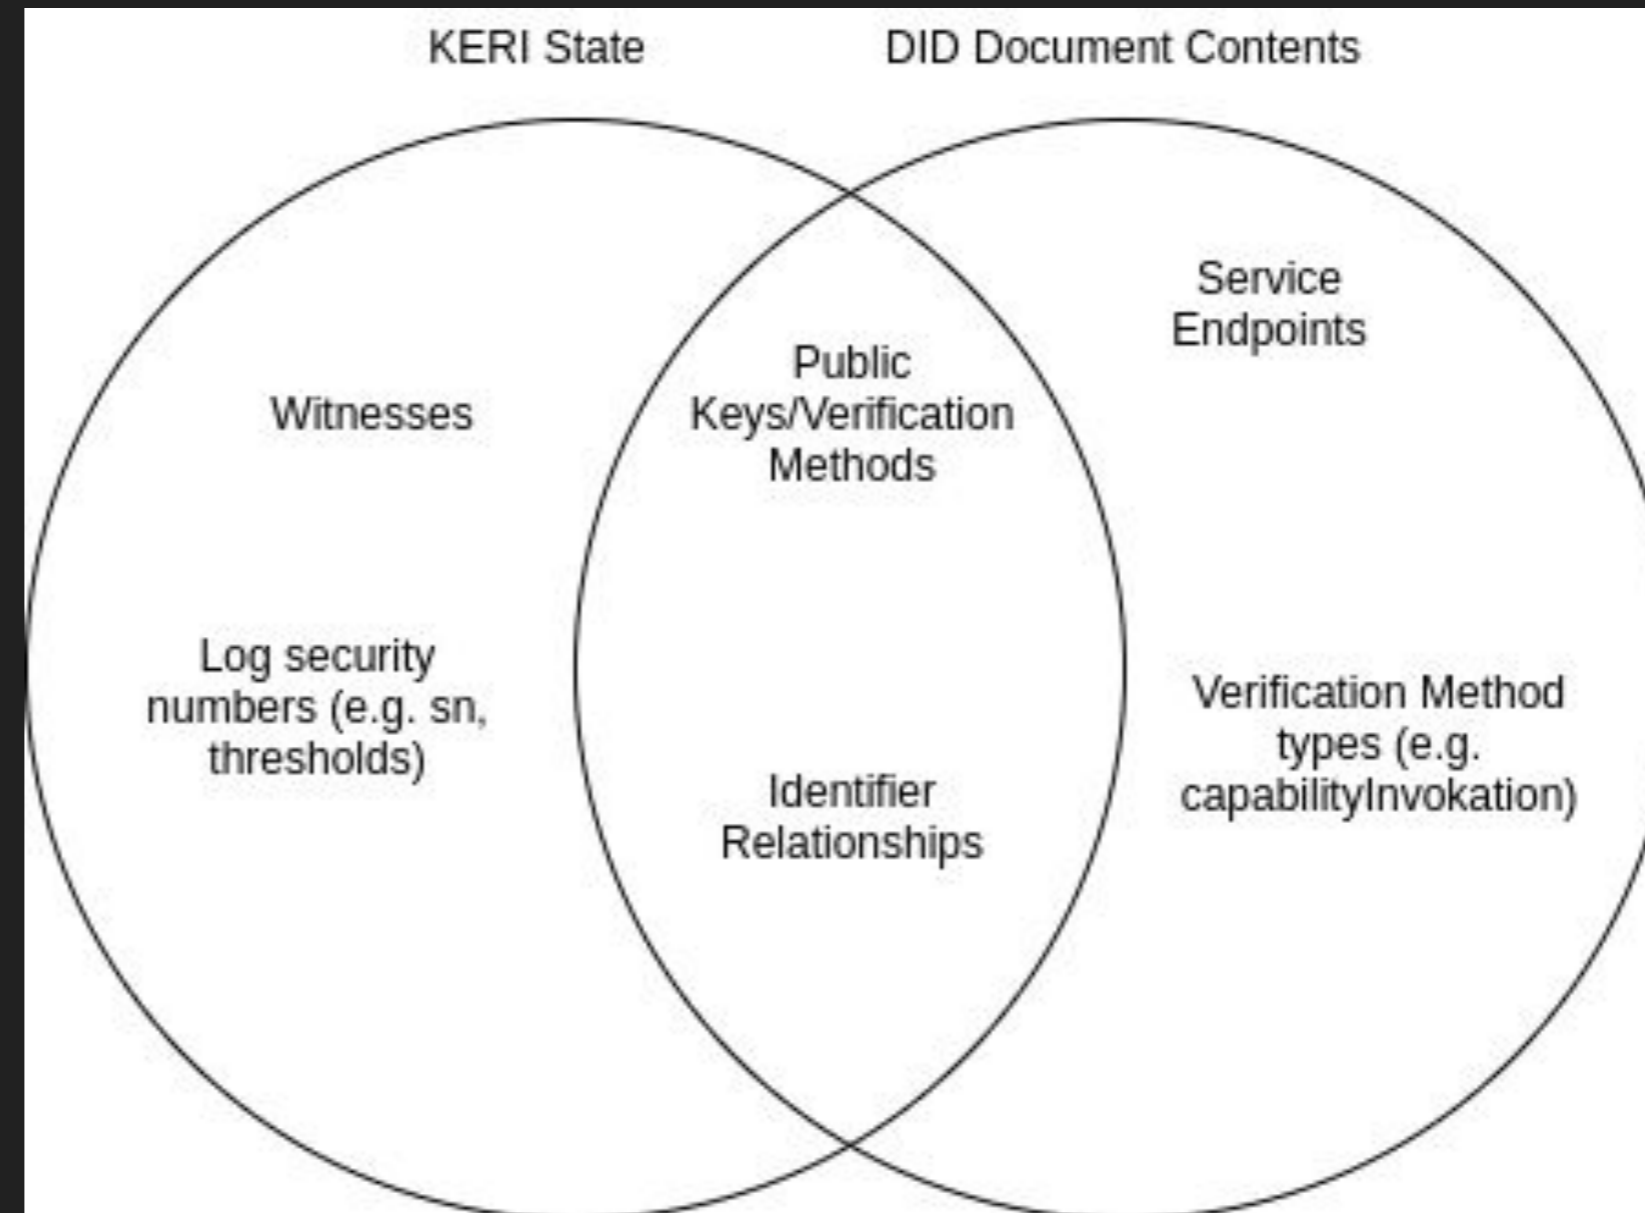 KERI State
DID Document Contents
Witnesses
Log security
numbers (e.g. sn,
thresholds)
Public
Keys/Verification
Methods
Identifier
Relationships
Service
Endpoints
Verification Method
types (e.g.
capabilityInvokation)